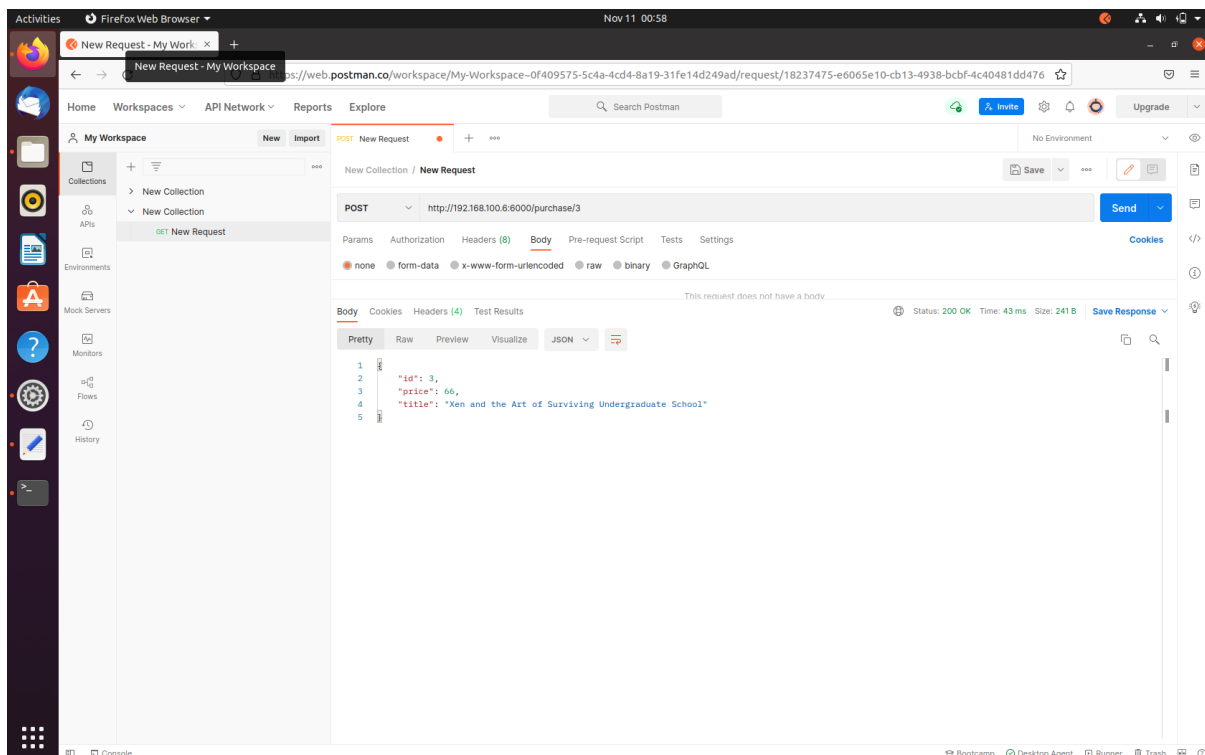 Activities Firefox Web Browser Nov 11 00:58
New Request - My Work
New Request - My Workspace
https://web.postman.co/workspace/My-Workspace~0f409575-5c4a-4cd4-8a19-31fe14d249ad/request/18237475-e6065e10-cb13-4938-bcbf-4c40481dd476
Home Workspaces API Network Reports Explore Search Postman Invite Upgrade
My Workspace New Import POST New Request No Environment
Collections
New Collection / New Request Save
New Collection
New Collection
GET New Request
APIs
Environments
Mock Servers
Monitors
Flows
History
POST http://192.168.100.6:6000/purchase/3 Send
Params Authorization Headers (8) Body Pre-request Script Tests Settings Cookies
none form-data x-www-form-urlencoded raw binary GraphQL
This request does not have a body
Body Cookies Headers (4) Test Results Status: 200 OK Time: 43 ms Size: 241 B Save Response
Pretty Raw Preview Visualize JSON
1 {
2 "id": 3,
3 "price": 66,
4 "title": "Xen and the Art of Surviving Undergraduate School"
5 }
Console Bootcamp Desktop Agent Runner Trash